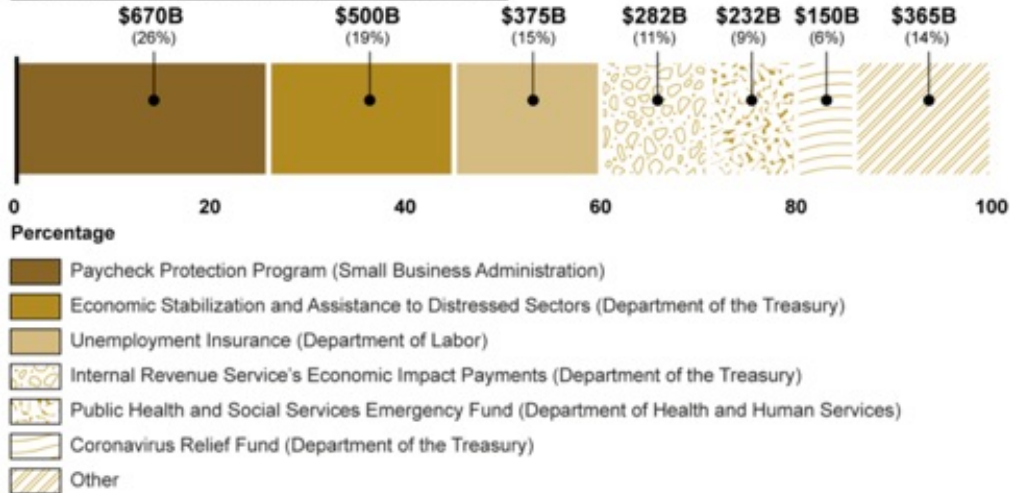 $670B $500B $375B $282B $232B $150B $365B
(26%) (19%) (15%) (11%) (9%) (6%) (14%)
0 20 40 60 80 100
Percentage
Paycheck Protection Program (Small Business Administration)
Economic Stabilization and Assistance to Distressed Sectors (Department of the Treasury)
Unemployment Insurance (Department of Labor)
Internal Revenue Service's Economic Impact Payments (Department of the Treasury)
Public Health and Social Services Emergency Fund (Department of Health and Human Services)
Coronavirus Relief Fund (Department of the Treasury)
Other